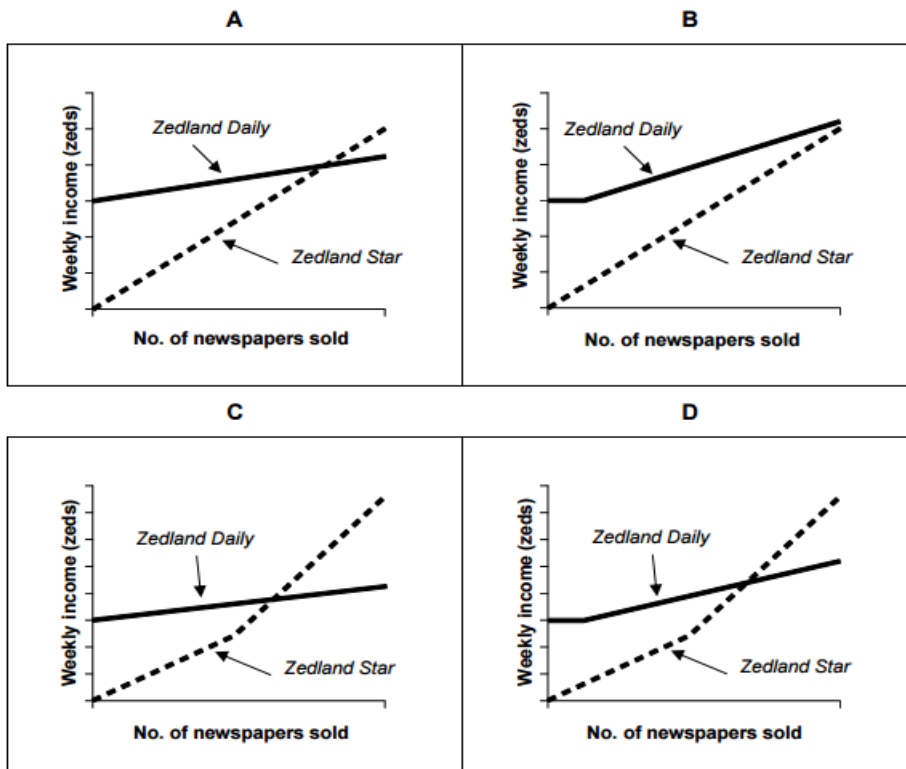 A
B
Weekly income (zeds)
Zedland Daily
Zedland Star
No. of newspapers sold
Weekly income (zeds)
Zedland Daily
Zedland Star
No. of newspapers sold
C
D
Weekly income (zeds)
Zedland Daily
Zedland Star
No. of newspapers sold
Weekly income (zeds)
Zedland Daily
Zedland Star
No. of newspapers sold